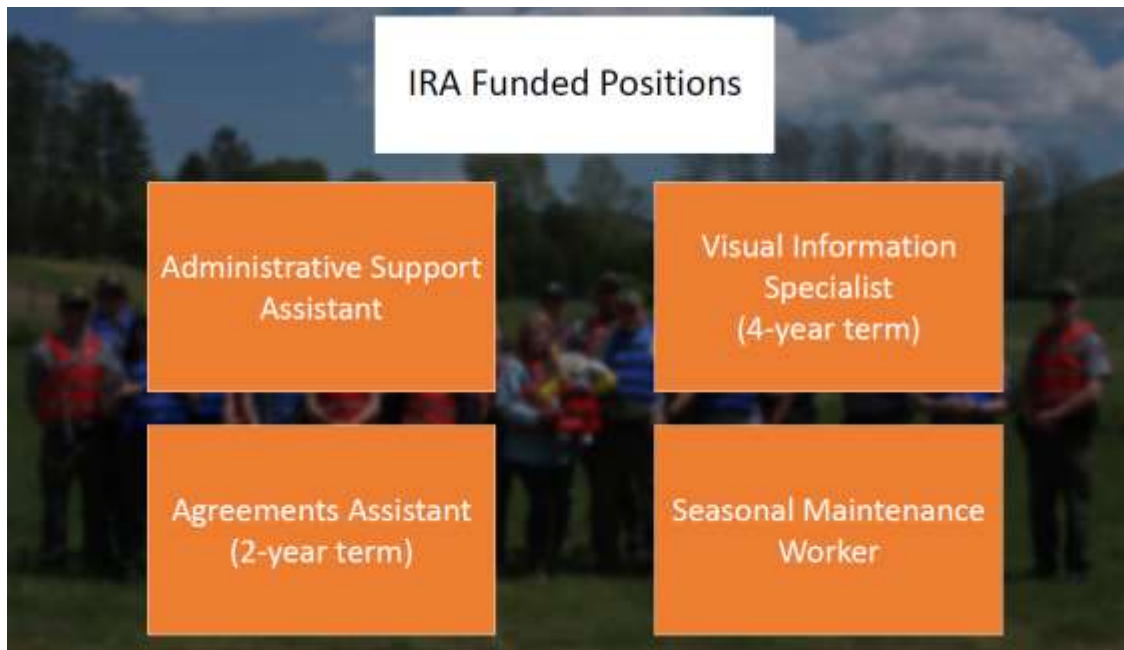 IRA Funded Positions
Administrative Support
Assistant
Visual Information
Specialist
(4-year term)
Agreements Assistant
(2-year term)
Seasonal Maintenance
Worker